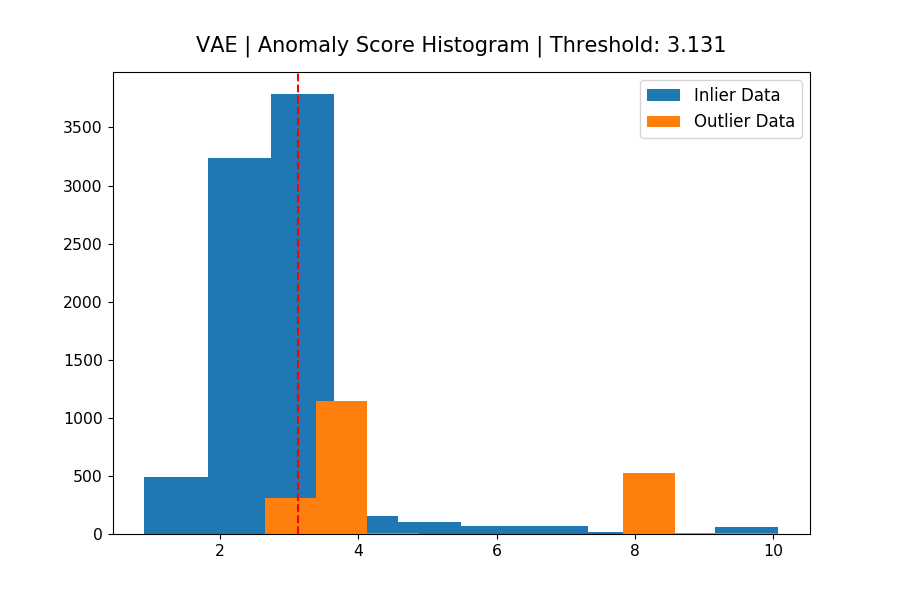 VAE | Anomaly Score Histogram | Threshold: 3.131
Inlier Data
Outlier Data
3500
3000
2500
2000
1500
1000
500
0
2 4 6 8 10